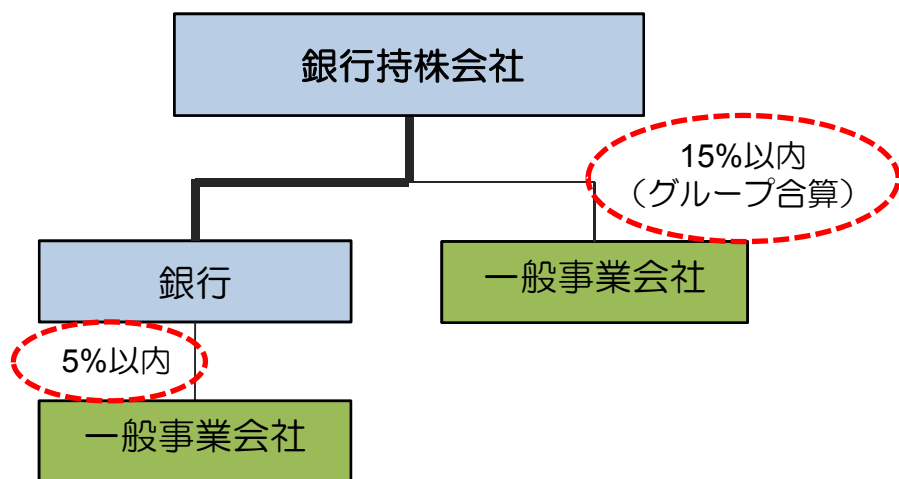 銀行持株会社
15%以内
（グループ合算）
銀行
一般事業会社
5%以内
一般事業会社